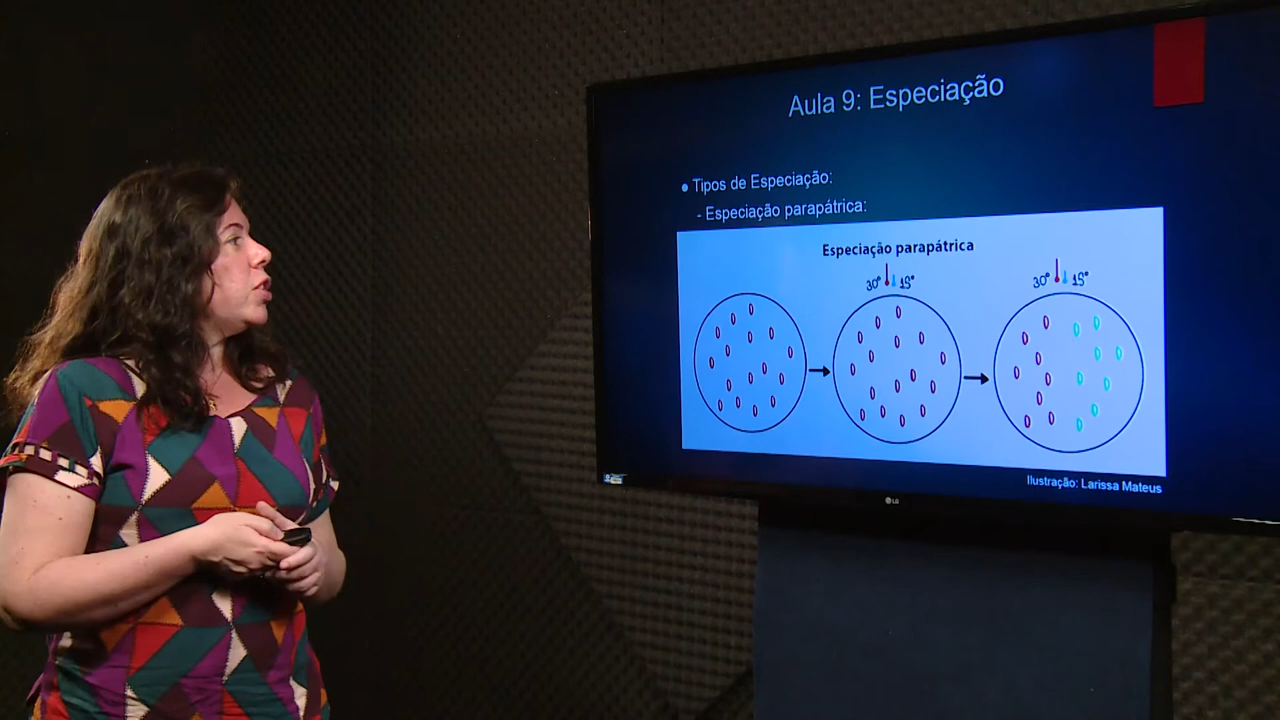 Aula 9: Especiação
● Tipos de Especiação:
- Especiação parapátrica:
Especiação parapátrica
30° 15°
30° 15°
Ilustração: Larissa Mateus
LG